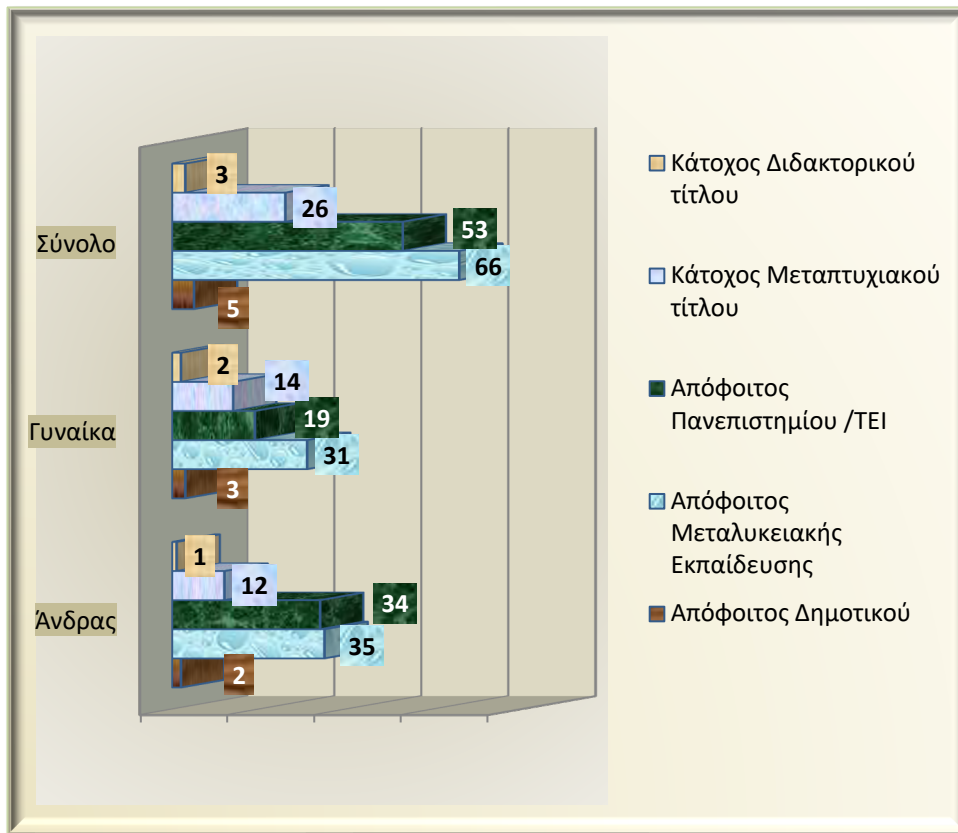 Σύνολο
3
26
53
66
5
Γυναίκα
2
14
19
31
3
Άνδρας
1
12
34
35
2
Κάτοχος Διδακτορικού
τίτλου
Κάτοχος Μεταπτυχιακού
τίτλου
Απόφοιτος
Πανεπιστημίου /ΤΕΙ
Απόφοιτος
Μεταλυκειακής
Εκπαίδευσης
Απόφοιτος Δημοτικού